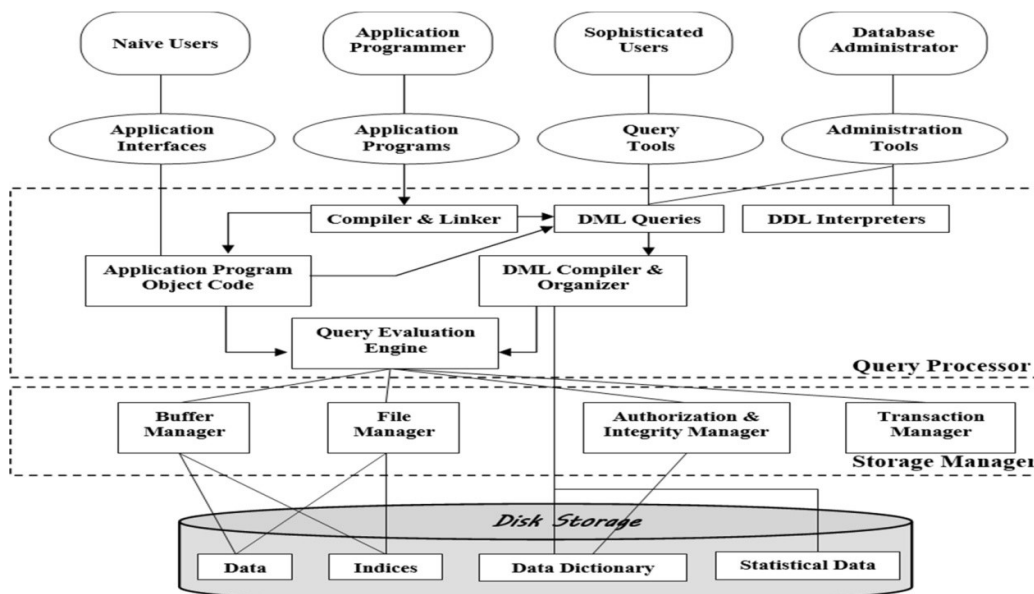 Naive Users
Application
Programmer
Sophisticated
Users
Database
Administrator
Application
Interfaces
Application
Programs
Query
Tools
Administration
Tools
Compiler & Linker
DML Queries
DDL Interpreters
Application Program
Object Code
DML Compiler &
Organizer
Query Evaluation
Engine
Query Processor
Buffer
Manager
File
Manager
Authorization &
Integrity Manager
Transaction
Manager
Storage Manager
Disk Storage
Data
Indices
Data Dictionary
Statistical Data